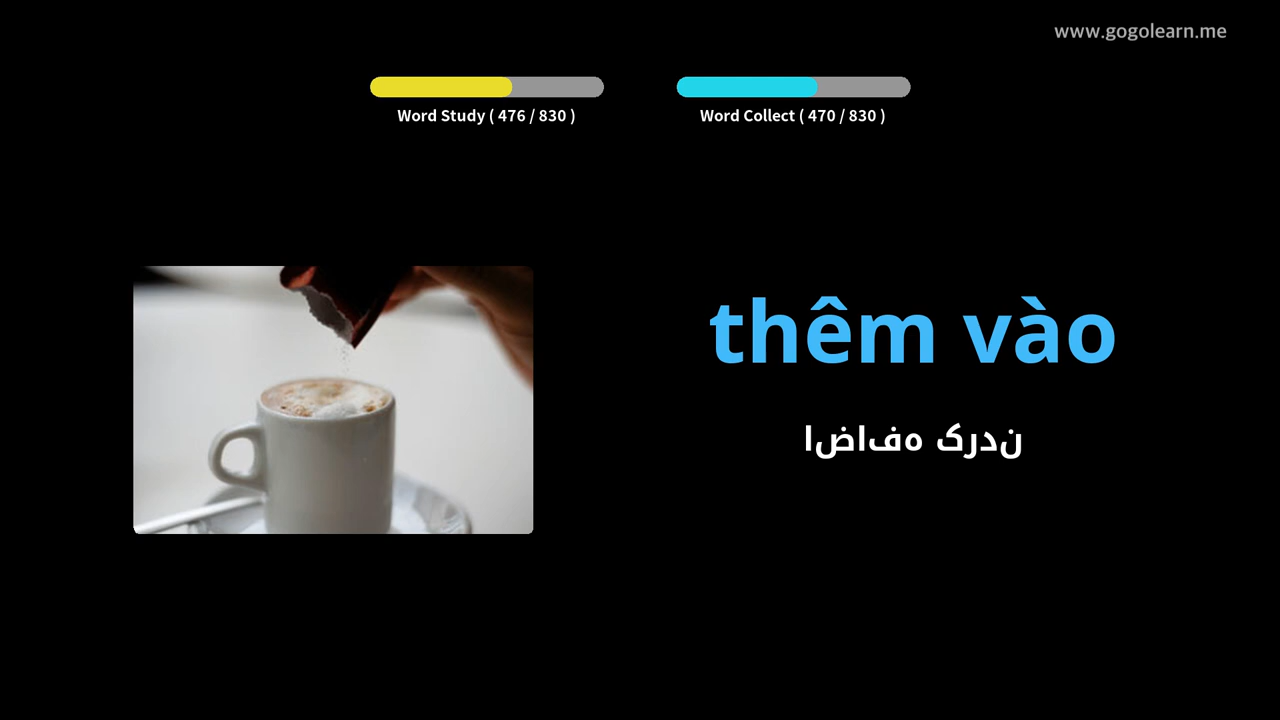 www.gogolearn.me
Word Study ( 476 / 830 )
Word Collect ( 470 / 830 )
thêm vào
اضافه کردن